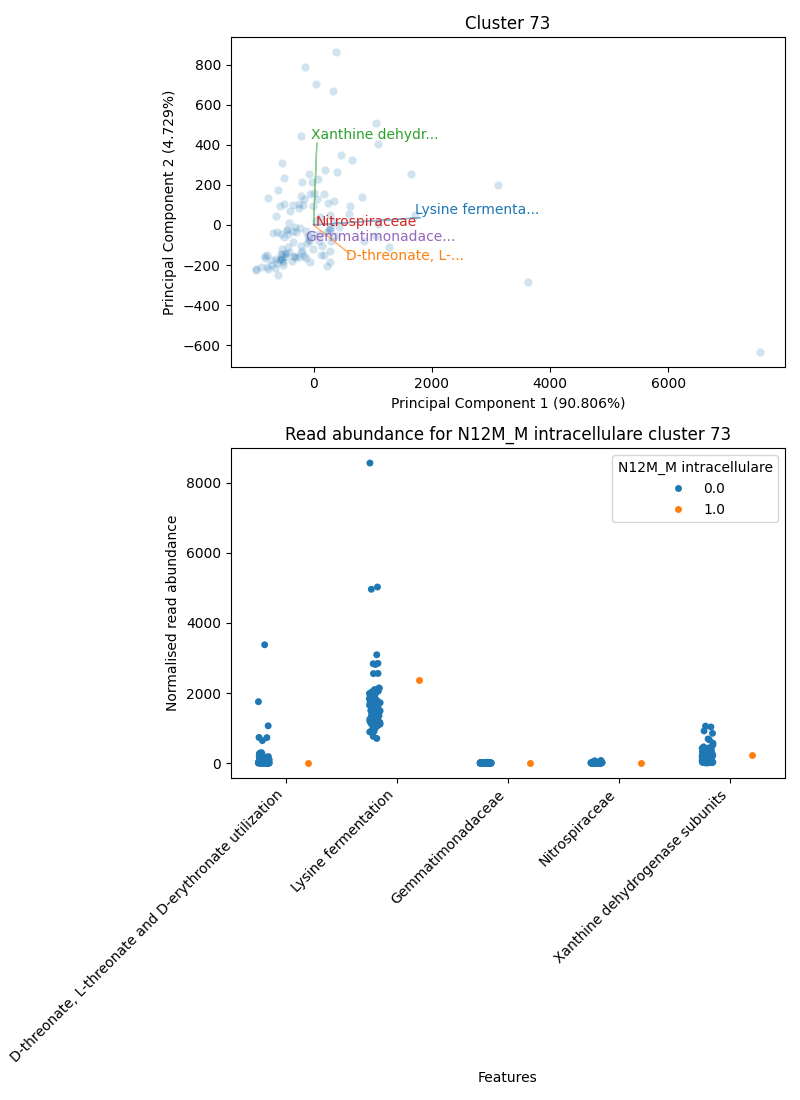 Cluster 73
800
600
400
200
0
−200
−400
−600
Principal Component 2 (4.729%)
Xanthine dehydr...
Lysine fermenta...
Nitrospiraceae
Gemmatimonadace...
D-threonate, L-...
0
2000
4000
6000
Principal Component 1 (90.806%)
Read abundance for N12M_M intracellulare cluster 73
N12M_M intracellulare
0.0
1.0
8000
6000
4000
2000
0
Normalised read abundance
D-threonate, L-threonate and D-erythronate utilization
Lysine fermentation
Gemmatimonadaceae
Nitrospiraceae
Xanthine dehydrogenase subunits
Features